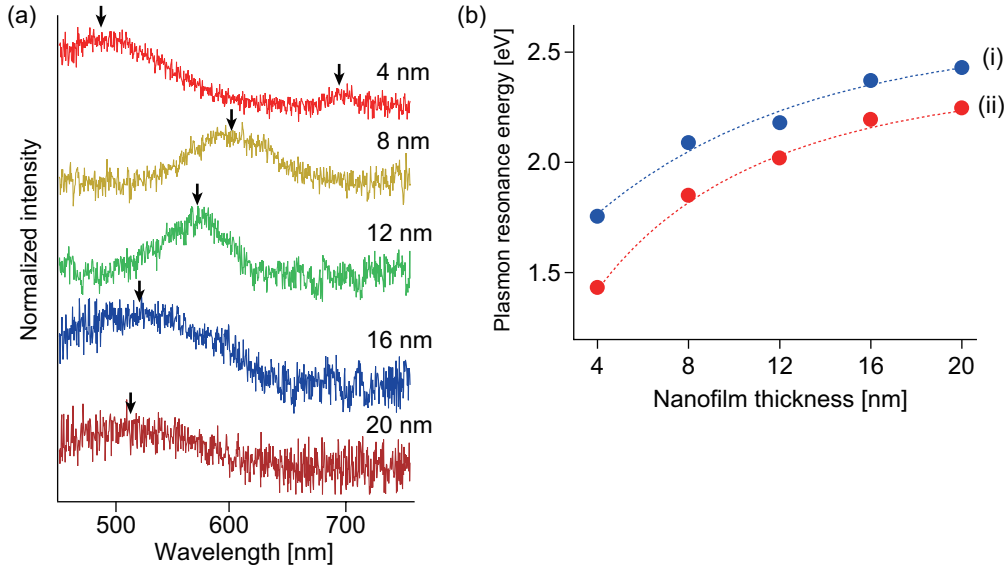 (a)
Normalized intensity
4 nm
8 nm
12 nm
16 nm
20 nm
500
600
700
Wavelength [nm]
(b)
Plasmon resonance energy [eV]
2.5
2.0
1.5
(i)
(ii)
4
8
12
16
20
Nanofilm thickness [nm]